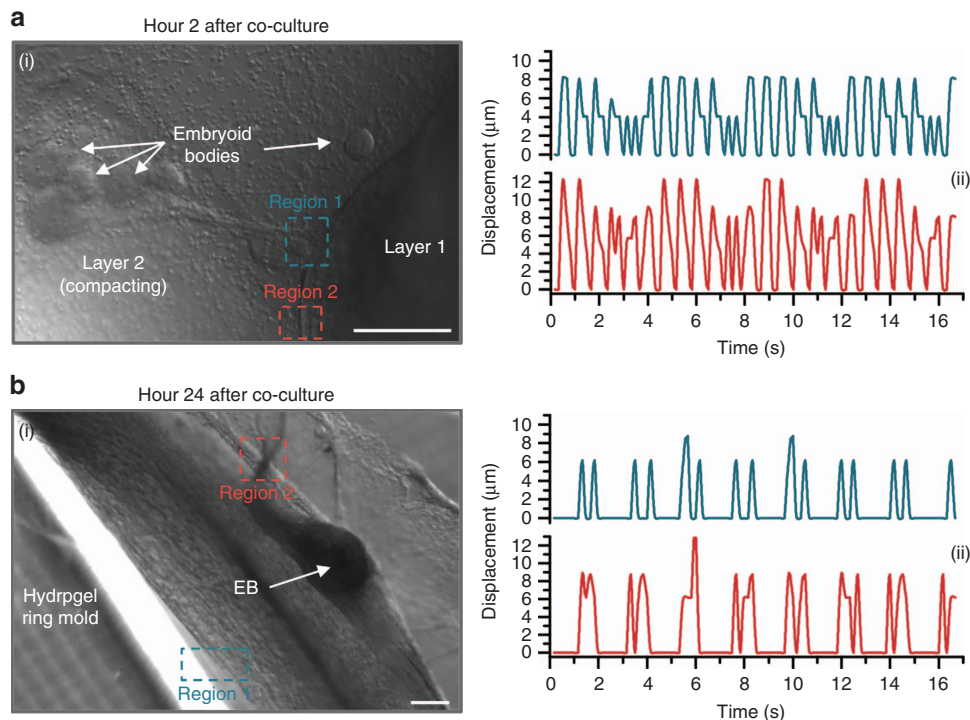 a
Hour 2 after co-culture
(i)
Embryoid
bodies
Region 1
Layer 1
Layer 2
(compacting)
Region 2
10
8
6
4
2
0
12
10
8
6
4
2
0
Displacement (μm)
(ii)
0 2 4 6 8 10 12 14 16
Time (s)
b
Hour 24 after co-culture
(i)
Region 2
EB
Hydrpgel
ring mold
Region 1
10
8
6
4
2
0
12
10
8
6
4
2
0
Displacement (μm)
(ii)
0 2 4 6 8 10 12 14 16
Time (s)